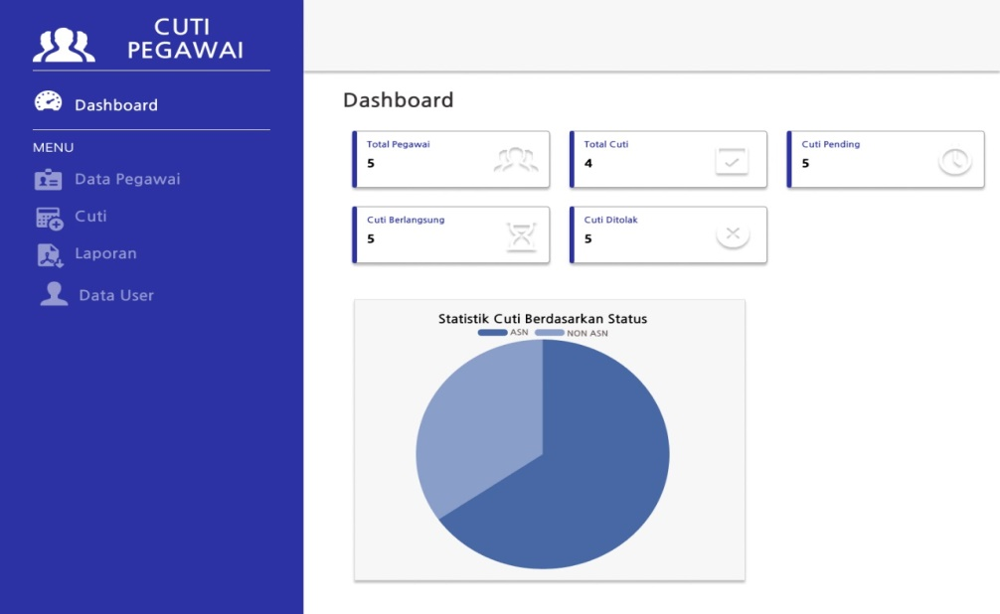 CUTI
PEGAWAI
Dashboard
MENU
Data Pegawai
Cuti
Laporan
Data User
Dashboard
Total Pegawai
5
Total Cuti
4
Cuti Pending
5
Cuti Berlangsung
5
Cuti Ditolak
5
Statistik Cuti Berdasarkan Status
ASN NON ASN